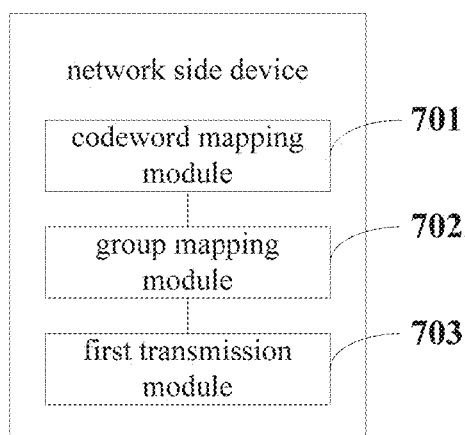 network side device
codeword mapping
module
701
group mapping
module
702
first transmission
module
703